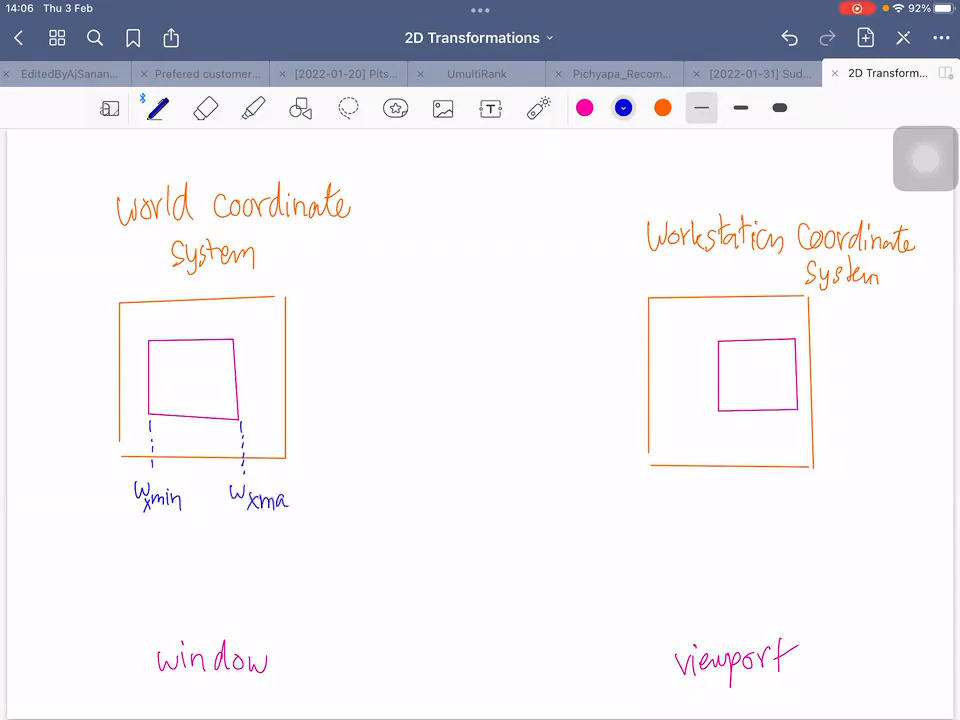 14:06 Thu 3 Feb
92%
2D Transformations
EditedByAjSanan...
Prefered customer...
[2022-01-20] Pits...
UmultiRank
Pichyapa_Recom...
[2022-01-31] Sud...
2D Transform...
World Coordinate
system
Workstation Coordinate
system
Wxmin
Wxma
window
viewport